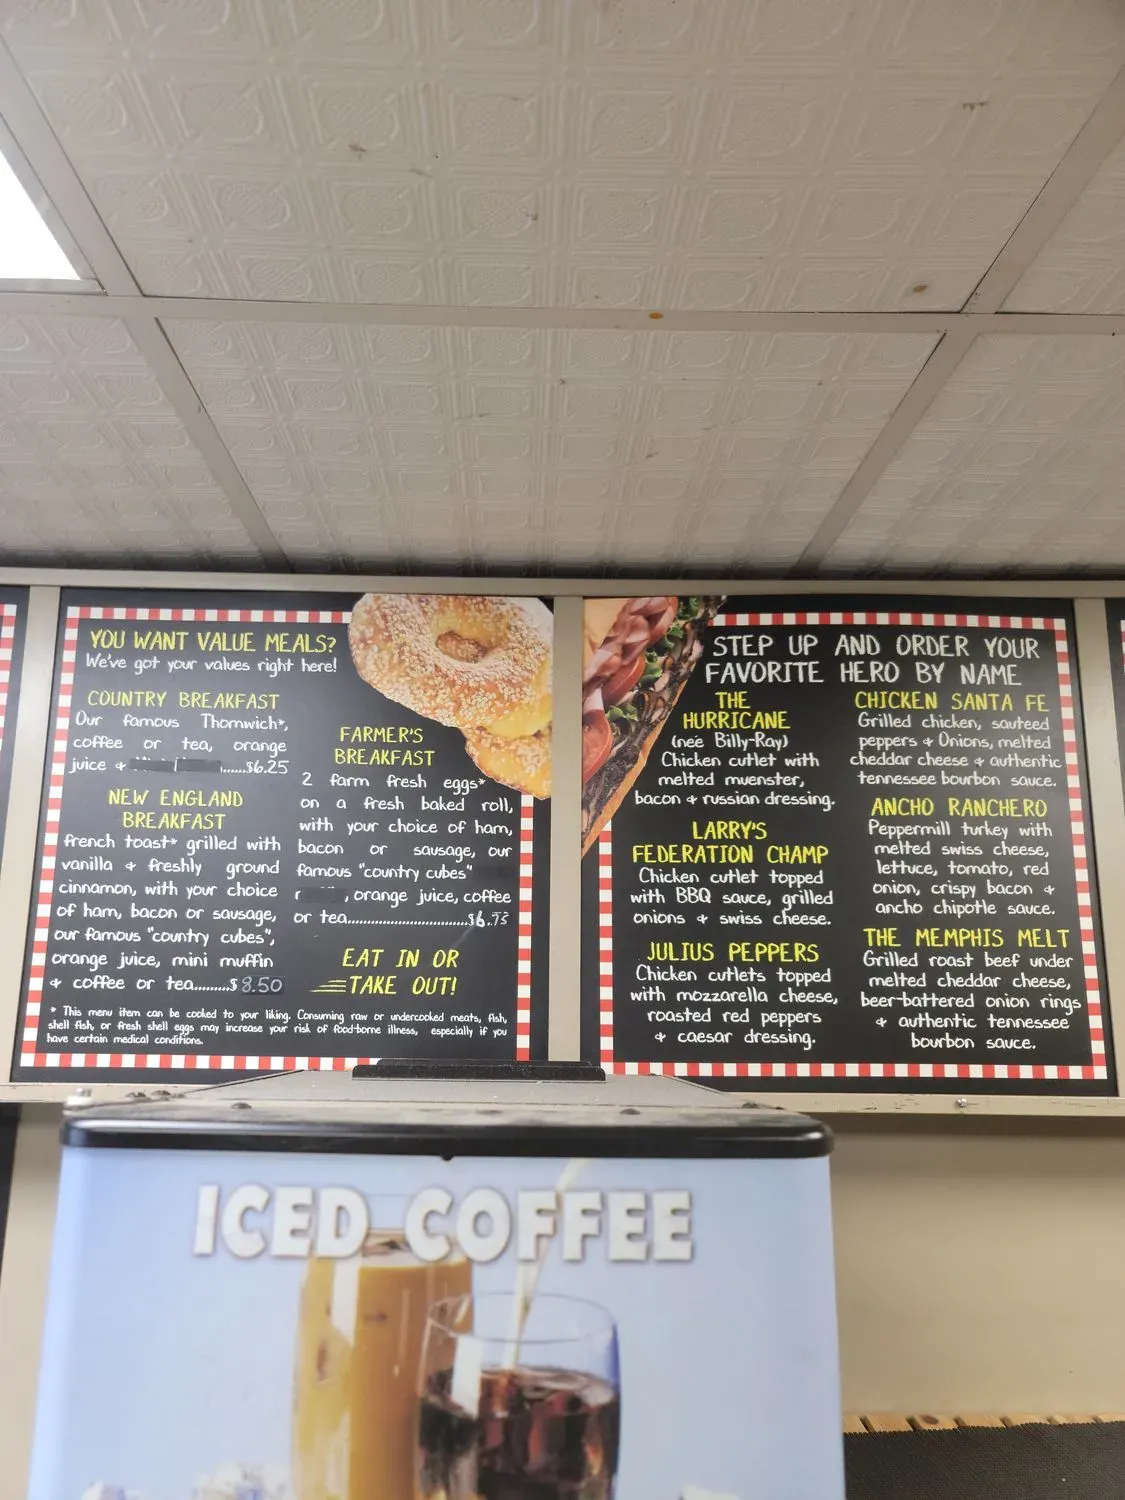 YOU WANT VALUE MEALS?
We've got your values right here!
COUNTRY BREAKFAST
Our famous Thomwich*,
coffee or tea, orange
juice & ......$6.25
NEW ENGLAND
BREAKFAST
french toast* grilled with
vanilla & freshly ground
cinnamon, with your choice
of ham, bacon or sausage,
our famous "country cubes",
orange juice, mini muffin
& coffee or tea.........$8.50
FARMER'S
BREAKFAST
2 farm fresh eggs*
on a fresh baked roll,
with your choice of ham,
bacon or sausage, our
famous "country cubes"
, orange juice, coffee
or tea..............................$6.75
EAT IN OR
TAKE OUT!
* This menu item can be cooked to your liking. Consuming raw or undercooked meats, fish,
shell fish, or fresh shell eggs may increase your risk of food-borne illness, especially if you
have certain medical conditions.
STEP UP AND ORDER YOUR
FAVORITE HERO BY NAME
THE
HURRICANE
(neé Billy-Ray)
Chicken cutlet with
melted muenster,
bacon & russian dressing.
LARRY'S
FEDERATION CHAMP
Chicken cutlet topped
with BBQ sauce, grilled
onions & swiss cheese.
JULIUS PEPPERS
Chicken cutlets topped
with mozzarella cheese,
roasted red peppers
& caesar dressing.
CHICKEN SANTA FE
Grilled chicken, sauteed
peppers & Onions, melted
cheddar cheese & authentic
tennessee bourbon sauce.
ANCHO RANCHERO
Peppermill turkey with
melted swiss cheese,
lettuce, tomato, red
onion, crispy bacon &
ancho chipotle sauce.
THE MEMPHIS MELT
Grilled roast beef under
melted cheddar cheese,
beer-battered onion rings
& authentic tennessee
bourbon sauce.
ICED COFFEE